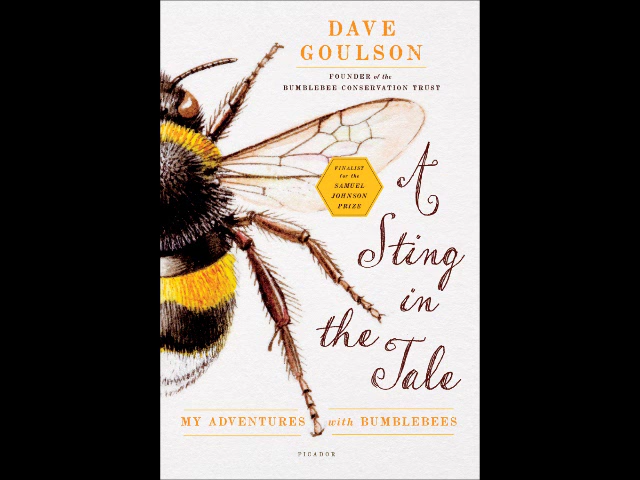 DAVE
GOULSON
FOUNDER of the
BUMBLEBEE CONSERVATION TRUST
FINALIST
for the
SAMUEL
JOHNSON
PRIZE
A
Sting
in
the
Tale
MY ADVENTURES with BUMBLEBEES
PICADOR